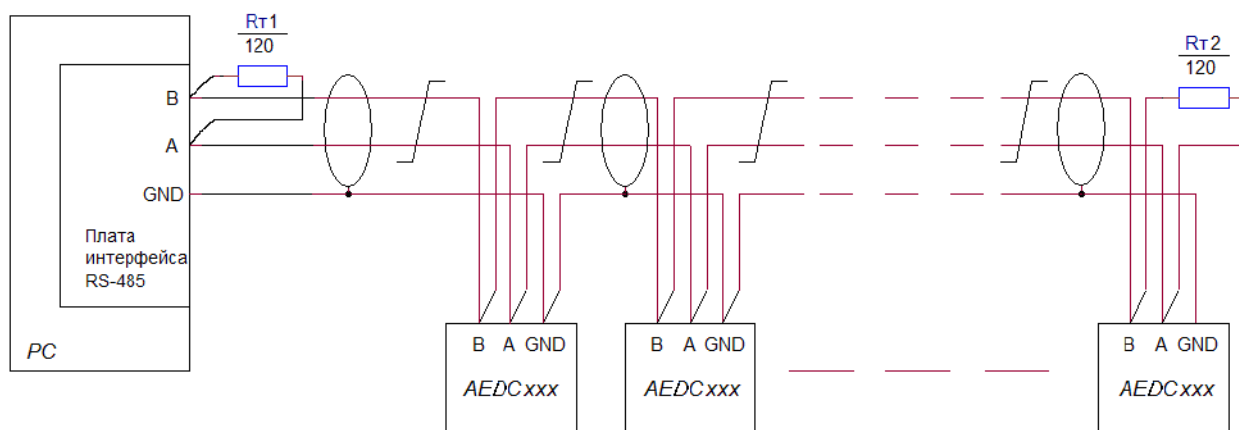 Rт1
120
Rт2
120
B
A
GND
Плата
интерфейса
RS-485
PC
B A GND
AEDCxxx
B A GND
AEDCxxx
B A GND
AEDCxxx